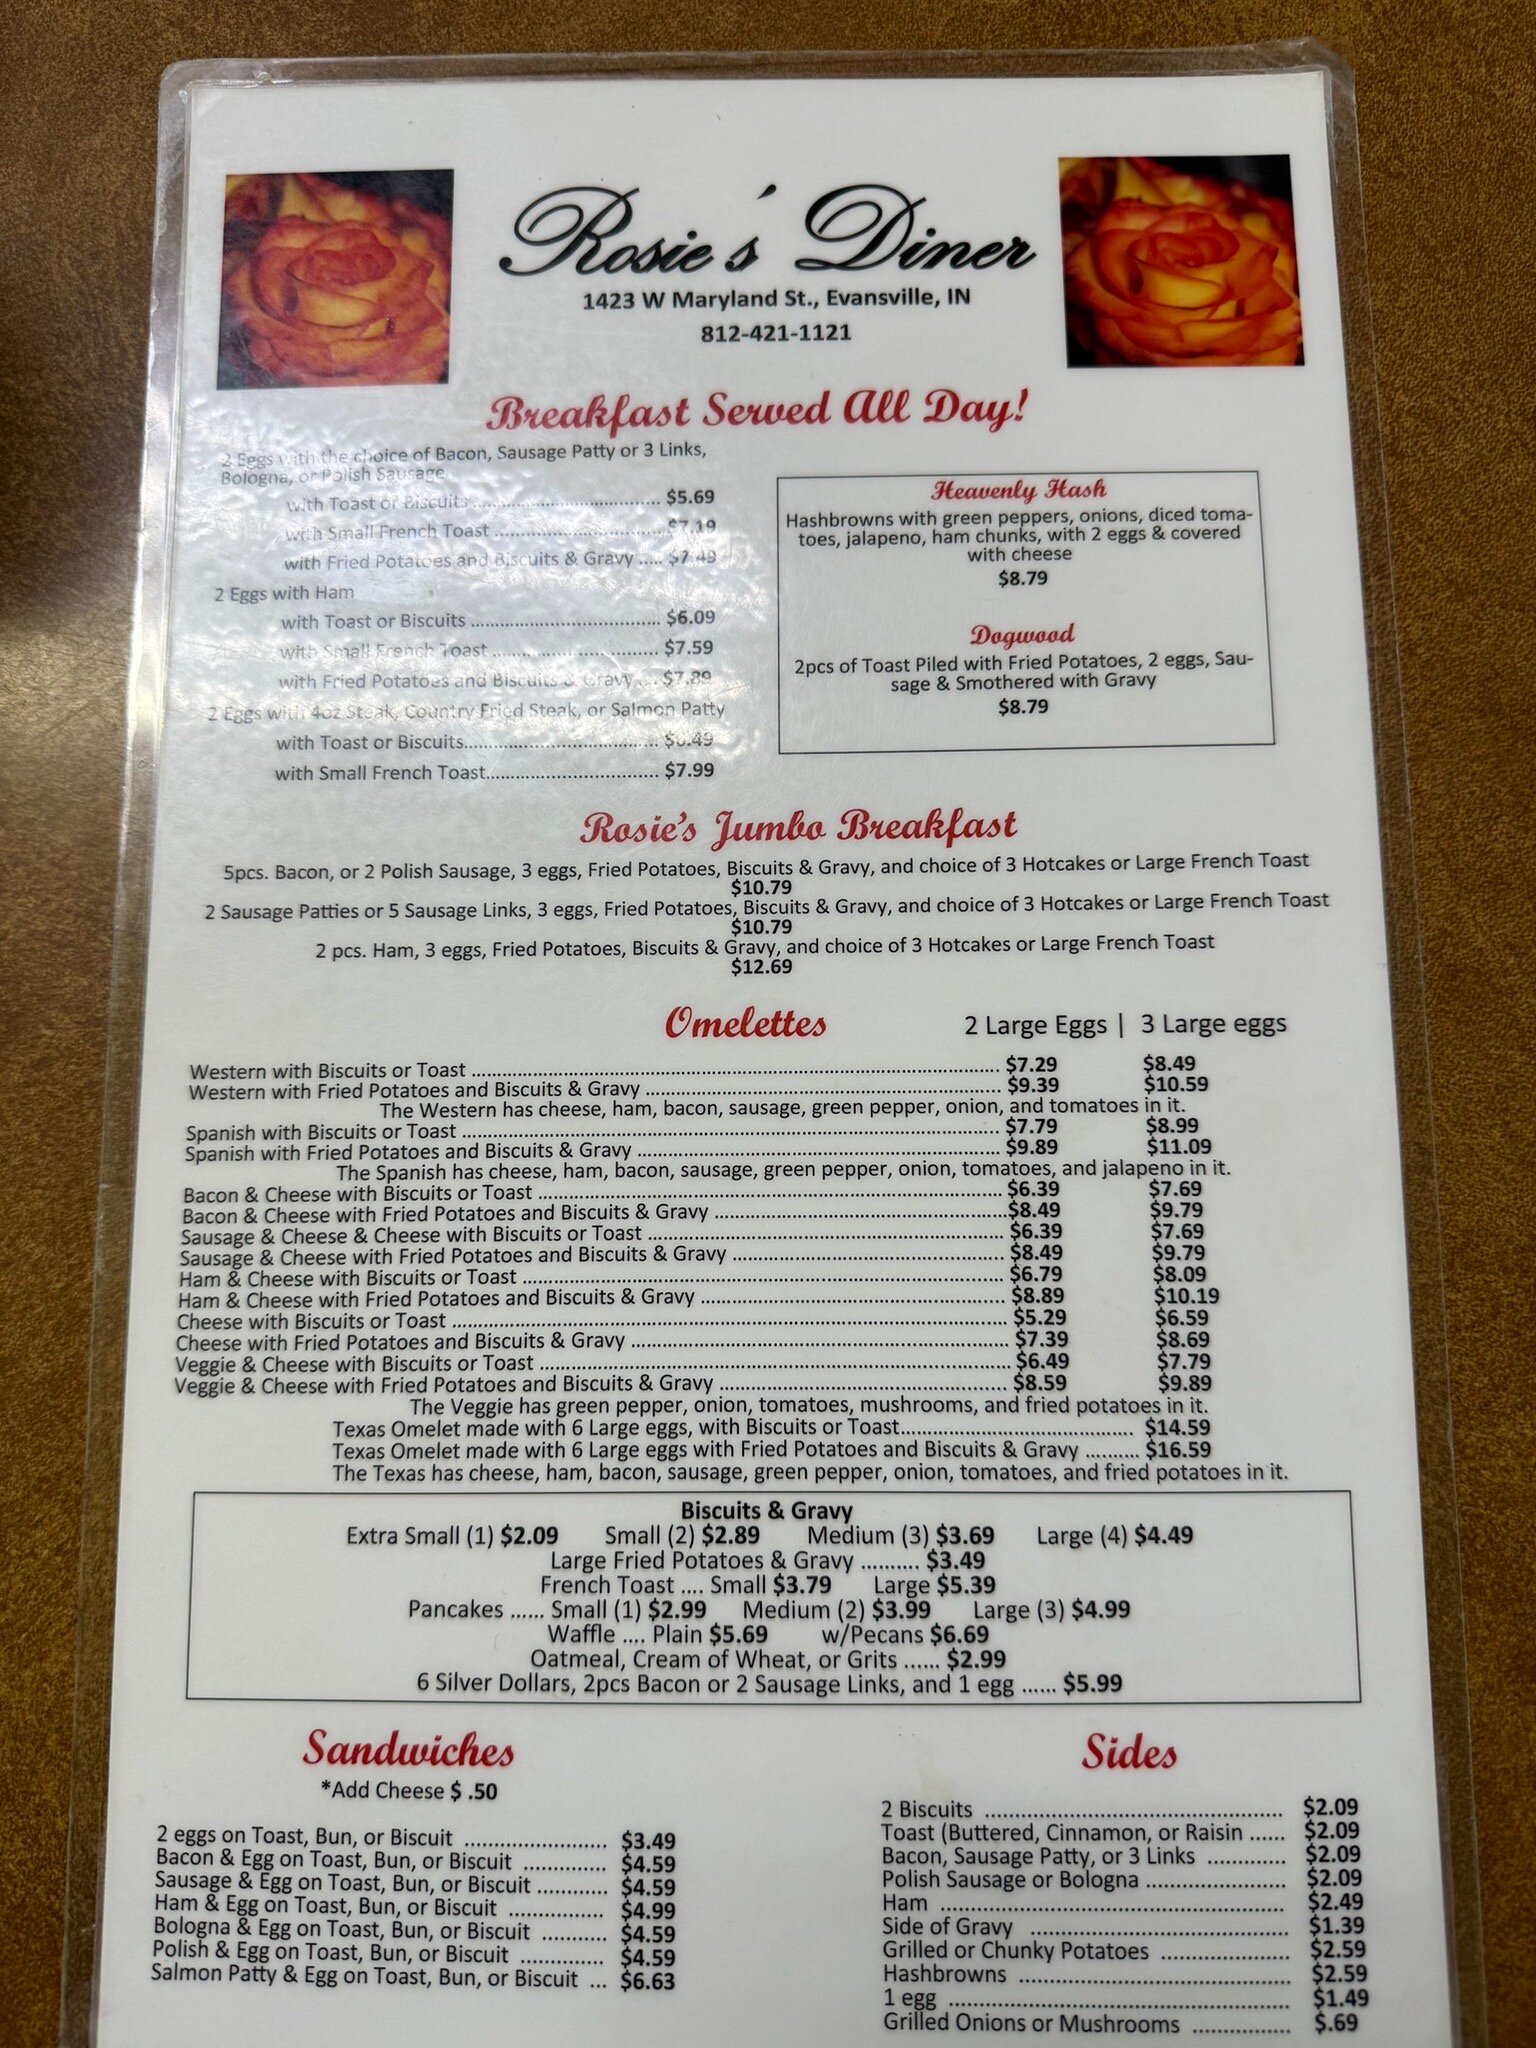 Rosie's Diner
1423 W Maryland St., Evansville, IN
812-421-1121
Breakfast Served All Day!
2 Eggs with the choice of Bacon, Sausage Patty or 3 Links,
Bologna, or Polish Sausage
with Toast or Biscuits ................................ $5.69
with Small French Toast ............................ $7.19
with Fried Potatoes and Biscuits & Gravy ..... $7.49
2 Eggs with Ham
with Toast or Biscuits ................................ $6.09
with Small French Toast ............................ $7.59
with Fried Potatoes and Biscuits & Gravy.... $7.89
2 Eggs with 4oz Steak, Country Fried Steak, or Salmon Patty
with Toast or Biscuits................................ $6.49
with Small French Toast............................. $7.99
Heavenly Hash
Hashbrowns with green peppers, onions, diced toma-
toes, jalapeno, ham chunks, with 2 eggs & covered
with cheese
$8.79
Dogwood
2pcs of Toast Piled with Fried Potatoes, 2 eggs, Sau-
sage & Smothered with Gravy
$8.79
Rosie's Jumbo Breakfast
5pcs. Bacon, or 2 Polish Sausage, 3 eggs, Fried Potatoes, Biscuits & Gravy, and choice of 3 Hotcakes or Large French Toast
$10.79
2 Sausage Patties or 5 Sausage Links, 3 eggs, Fried Potatoes, Biscuits & Gravy, and choice of 3 Hotcakes or Large French Toast
$10.79
2 pcs. Ham, 3 eggs, Fried Potatoes, Biscuits & Gravy, and choice of 3 Hotcakes or Large French Toast
$12.69
Omelettes 2 Large Eggs | 3 Large eggs
Western with Biscuits or Toast ........................ $7.29 $8.49
Western with Fried Potatoes and Biscuits & Gravy ........................ $9.39 $10.59
The Western has cheese, ham, bacon, sausage, green pepper, onion, and tomatoes in it.
Spanish with Biscuits or Toast ........................ $7.79 $8.99
Spanish with Fried Potatoes and Biscuits & Gravy ........................ $9.89 $11.09
The Spanish has cheese, ham, bacon, sausage, green pepper, onion, tomatoes, and jalapeno in it.
Bacon & Cheese with Biscuits or Toast ........................ $6.39 $7.69
Bacon & Cheese with Fried Potatoes and Biscuits & Gravy ........................ $8.49 $9.79
Sausage & Cheese & Cheese with Biscuits or Toast ........................ $6.39 $7.69
Sausage & Cheese with Fried Potatoes and Biscuits & Gravy ........................ $8.49 $9.79
Ham & Cheese with Biscuits or Toast ........................ $6.79 $8.09
Ham & Cheese with Fried Potatoes and Biscuits & Gravy ........................ $8.89 $10.19
Cheese with Biscuits or Toast ........................ $5.29 $6.59
Cheese with Fried Potatoes and Biscuits & Gravy ........................ $7.39 $8.69
Veggie & Cheese with Biscuits or Toast ........................ $6.49 $7.79
Veggie & Cheese with Fried Potatoes and Biscuits & Gravy ........................ $8.59 $9.89
The Veggie has green pepper, onion, tomatoes, mushrooms, and fried potatoes in it.
Texas Omelet made with 6 Large eggs, with Biscuits or Toast........................ $14.59
Texas Omelet made with 6 Large eggs with Fried Potatoes and Biscuits & Gravy ......... $16.59
The Texas has cheese, ham, bacon, sausage, green pepper, onion, tomatoes, and fried potatoes in it.
Biscuits & Gravy
Extra Small (1) $2.09 Small (2) $2.89 Medium (3) $3.69 Large (4) $4.49
Large Fried Potatoes & Gravy .......... $3.49
French Toast .... Small $3.79 Large $5.39
Pancakes ...... Small (1) $2.99 Medium (2) $3.99 Large (3) $4.99
Waffle .... Plain $5.69 w/Pecans $6.69
Oatmeal, Cream of Wheat, or Grits ...... $2.99
6 Silver Dollars, 2pcs Bacon or 2 Sausage Links, and 1 egg ...... $5.99
Sandwiches
*Add Cheese $ .50
2 eggs on Toast, Bun, or Biscuit ........................ $3.49
Bacon & Egg on Toast, Bun, or Biscuit .............. $4.59
Sausage & Egg on Toast, Bun, or Biscuit ............ $4.59
Ham & Egg on Toast, Bun, or Biscuit ................ $4.99
Bologna & Egg on Toast, Bun, or Biscuit ........... $4.59
Polish & Egg on Toast, Bun, or Biscuit .............. $4.59
Salmon Patty & Egg on Toast, Bun, or Biscuit ... $6.63
Sides
2 Biscuits ........................ $2.09
Toast (Buttered, Cinnamon, or Raisin ...... $2.09
Bacon, Sausage Patty, or 3 Links ............. $2.09
Polish Sausage or Bologna ........................ $2.09
Ham ........................ $2.49
Side of Gravy ........................ $1.39
Grilled or Chunky Potatoes ...................... $2.59
Hashbrowns ........................ $2.59
1 egg ........................ $1.49
Grilled Onions or Mushrooms ................ $.69